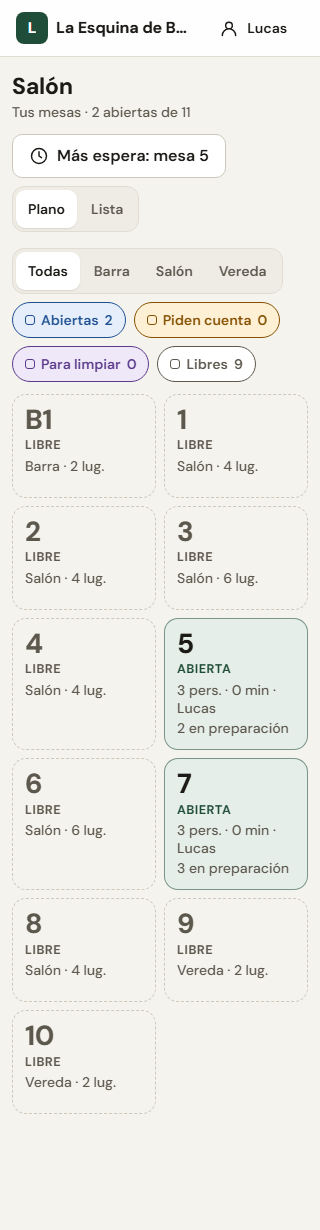 L
La Esquina de B...
Lucas
Salón
Tus mesas · 2 abiertas de 11
Más espera: mesa 5
Plano
Lista
Todas
Barra
Salón
Vereda
Abiertas 2
Piden cuenta 0
Para limpiar 0
Libres 9
B1
LIBRE
Barra · 2 lug.
1
LIBRE
Salón · 4 lug.
2
LIBRE
Salón · 4 lug.
3
LIBRE
Salón · 6 lug.
4
LIBRE
Salón · 4 lug.
5
ABIERTA
3 pers. · 0 min ·
Lucas
2 en preparación
6
LIBRE
Salón · 6 lug.
7
ABIERTA
3 pers. · 0 min ·
Lucas
3 en preparación
8
LIBRE
Salón · 4 lug.
9
LIBRE
Vereda · 2 lug.
10
LIBRE
Vereda · 2 lug.